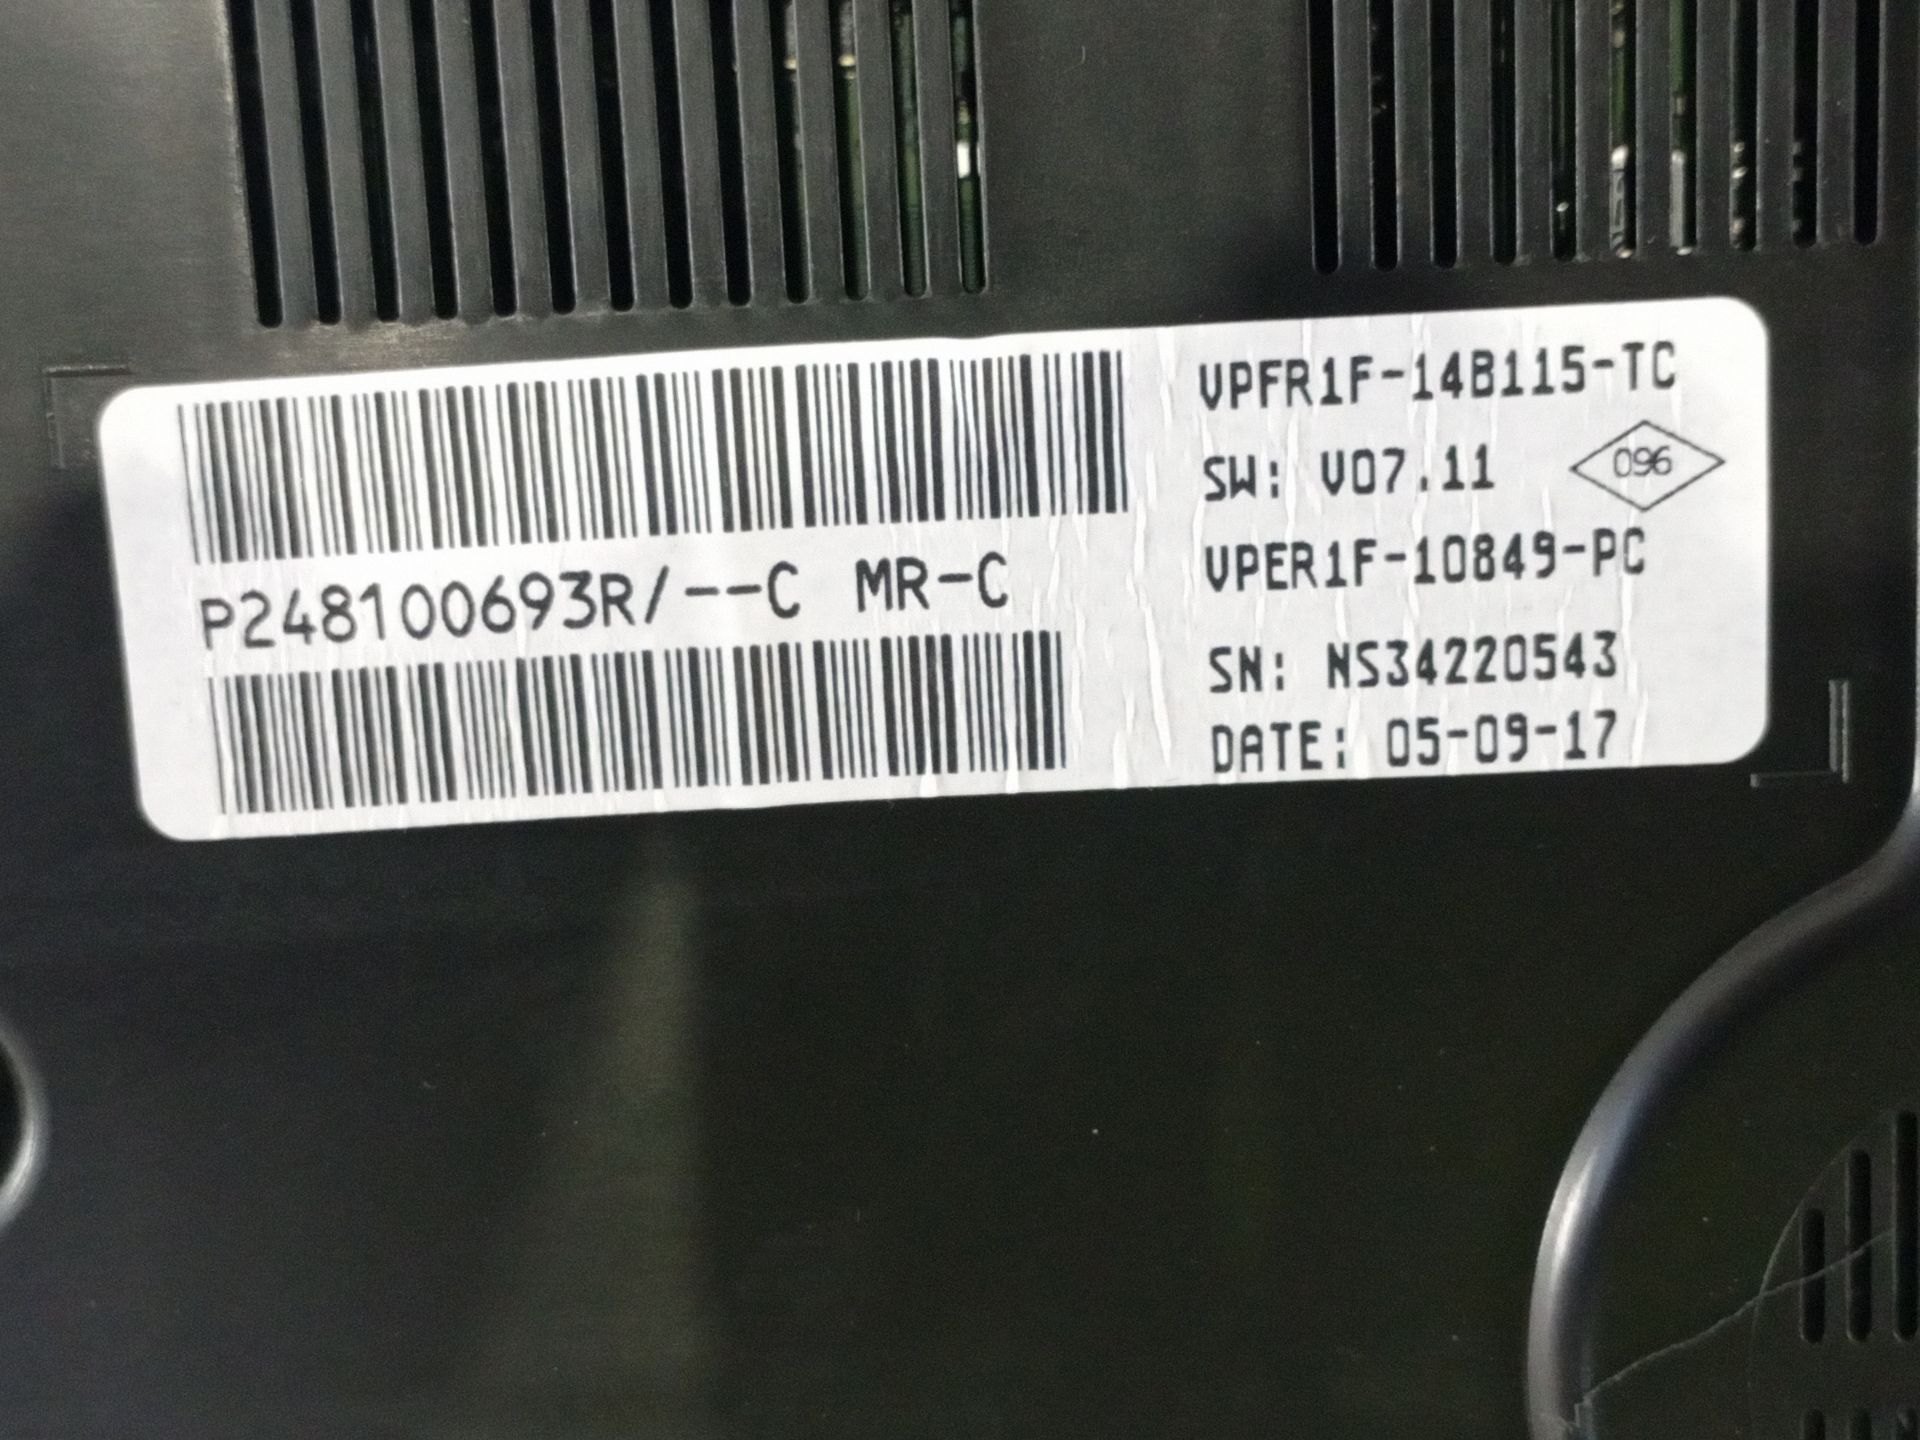 P248100693R/--C MR-C
VPFR1F-14B115-TC
SW: V07.11
096
VPER1F-10849-PC
SN: NS34220543
DATE: 05-09-17